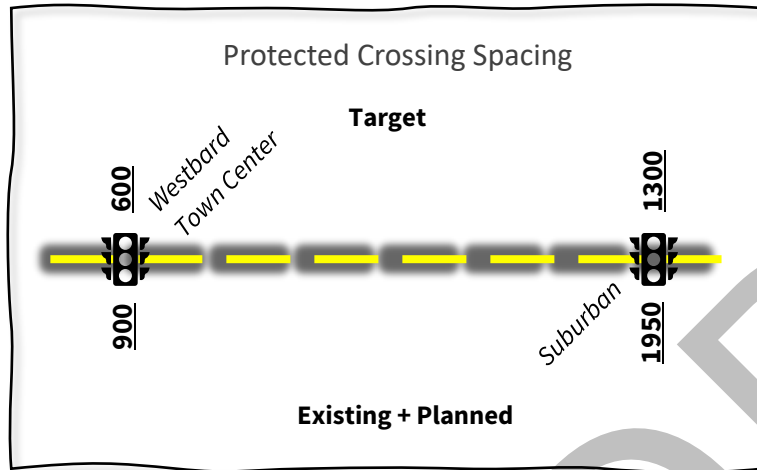 Protected Crossing Spacing
Target
600
Westbard
Town Center
1300
900
Suburban
1950
Existing + Planned